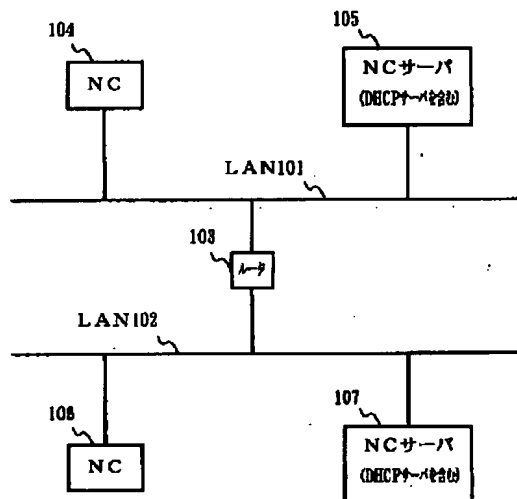 104
NC
105
NCサーバ
(DHCPサーバを含む)
LAN101
103
ルータ
LAN102
108
NC
107
NCサーバ
(DHCPサーバを含む)